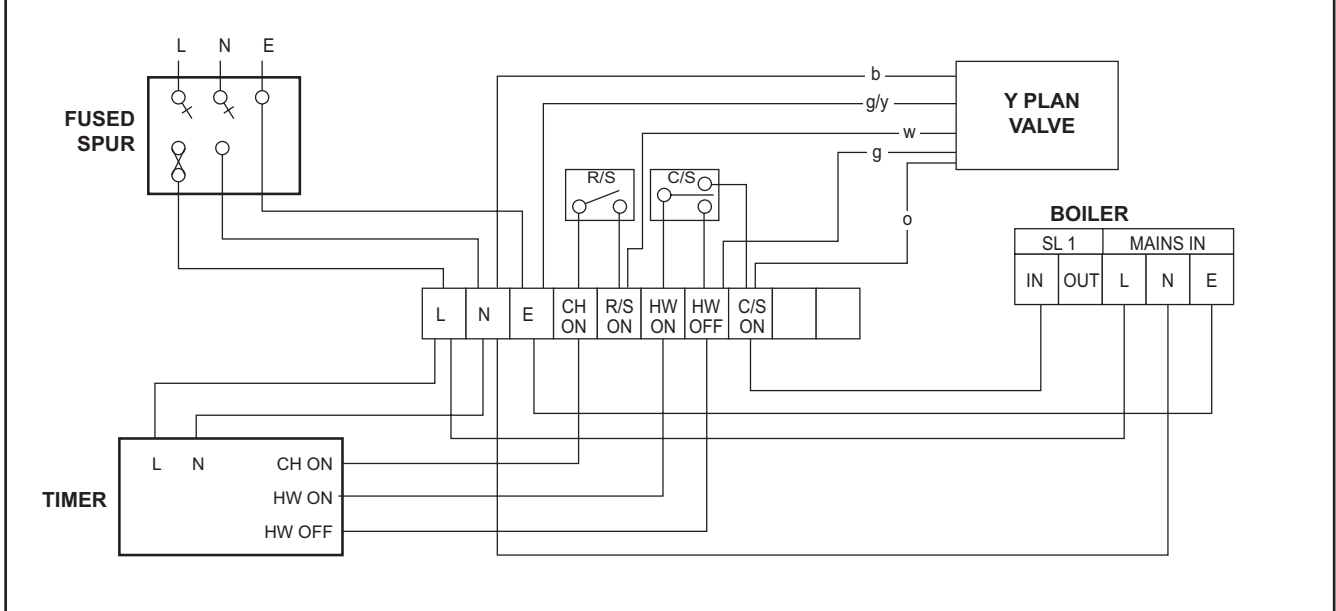 L N E
FUSED
SPUR
b
g/y
w
g
o
Y PLAN
VALVE
R/S
C/S
BOILER
SL 1 MAINS IN
IN OUT L N E
L N E CH ON R/S ON HW ON HW OFF C/S ON
TIMER
L N
CH ON
HW ON
HW OFF